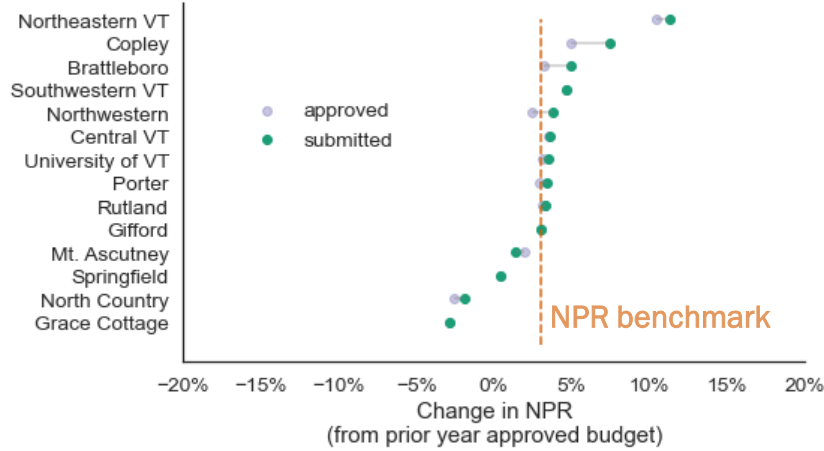 Northeastern VT
Copley
Brattleboro
Southwestern VT
Northwestern
Central VT
University of VT
Porter
Rutland
Gifford
Mt. Ascutney
Springfield
North Country
Grace Cottage
approved
submitted
NPR benchmark
−20% −15% −10% −5% 0% 5% 10% 15% 20%
Change in NPR
(from prior year approved budget)